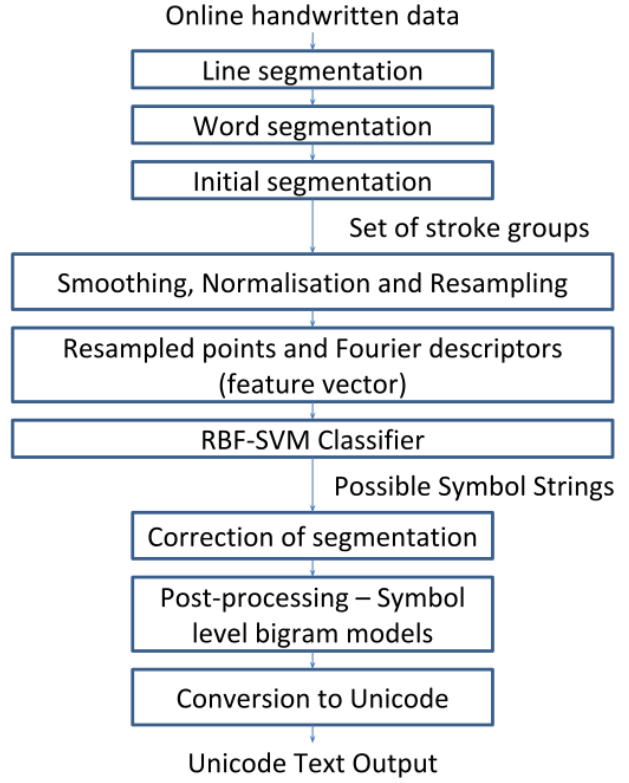 Online handwritten data
Line segmentation
Word segmentation
Initial segmentation
Set of stroke groups
Smoothing, Normalisation and Resampling
Resampled points and Fourier descriptors
(feature vector)
RBF-SVM Classifier
Possible Symbol Strings
Correction of segmentation
Post-processing – Symbol
level bigram models
Conversion to Unicode
Unicode Text Output